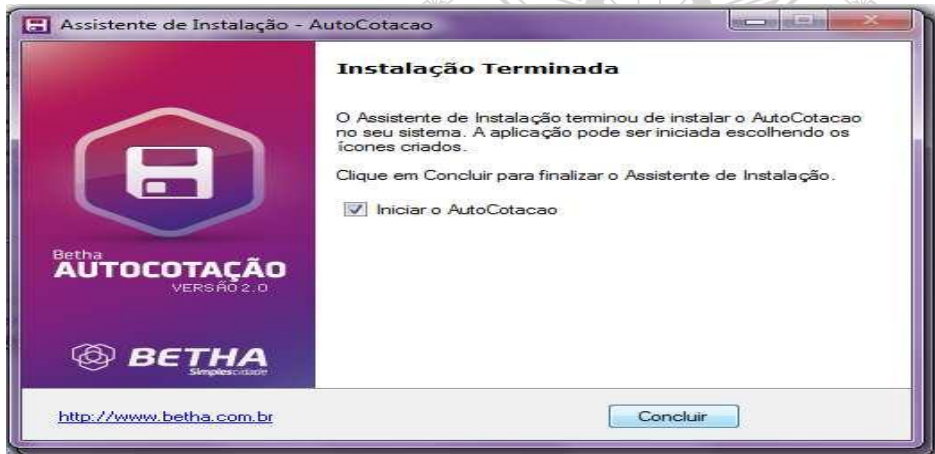 Assistente de Instalação - AutoCotacao
Instalação Terminada
O Assistente de Instalação terminou de instalar o AutoCotacao
no seu sistema. A aplicação pode ser iniciada escolhendo os
ícones criados.
Clique em Concluir para finalizar o Assistente de Instalação.
Iniciar o AutoCotacao
Betha
AUTOCOTAÇÃO
VERSÃO 2.0
BETHA
Simplescidade
http://www.betha.com.br
Concluir